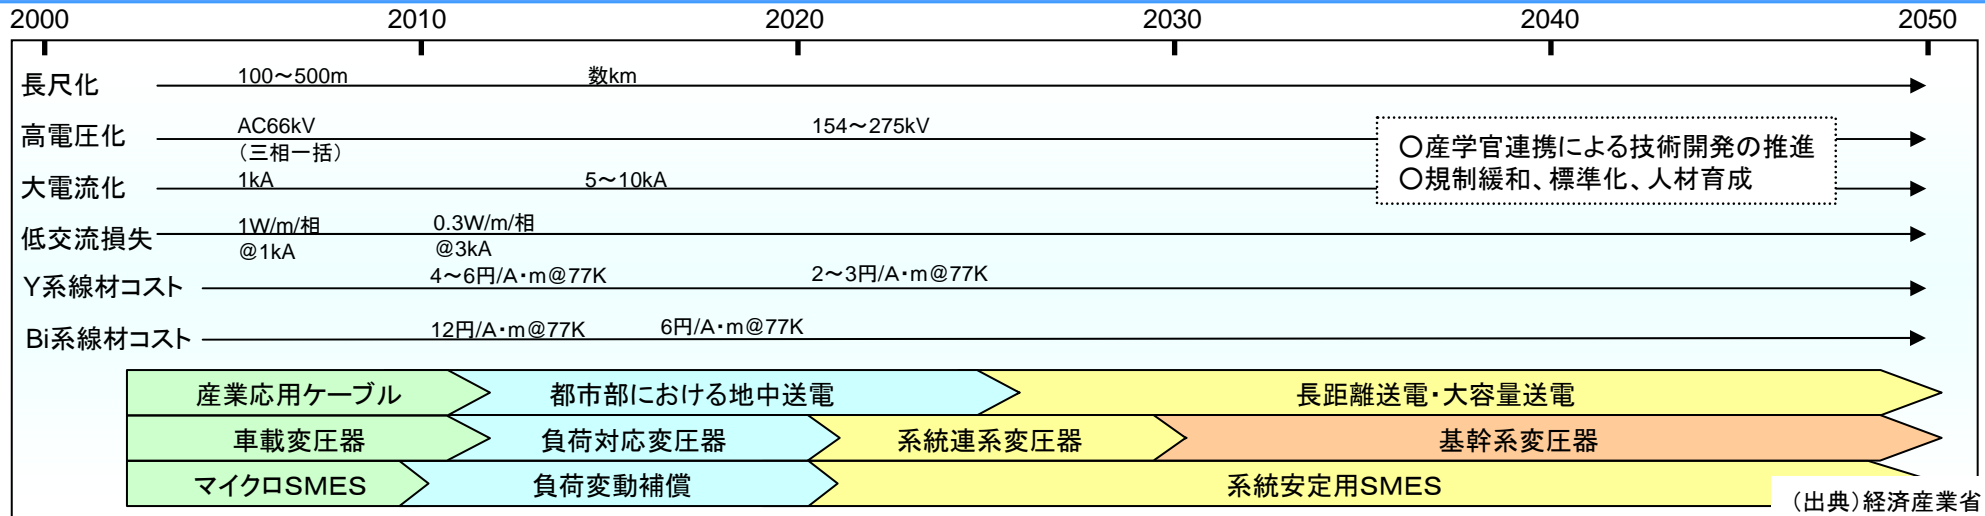 2000 2010 2020 2030 2040 2050
長尺化 100～500m 数km
高電圧化 AC66kV 154～275kV
（三相一括）
○産学官連携による技術開発の推進
○規制緩和、標準化、人材育成
大電流化 1kA 5～10kA
低交流損失 1W/m/相 0.3W/m/相
@1kA @3kA
Y系線材コスト 4～6円/A・m@77K 2～3円/A・m@77K
Bi系線材コスト 12円/A・m@77K 6円/A・m@77K
産業応用ケーブル 都市部における地中送電 長距離送電・大容量送電
車載変圧器 負荷対応変圧器 系統連系変圧器 基幹系変圧器
マイクロSMES 負荷変動補償 系統安定用SMES
（出典）経済産業省